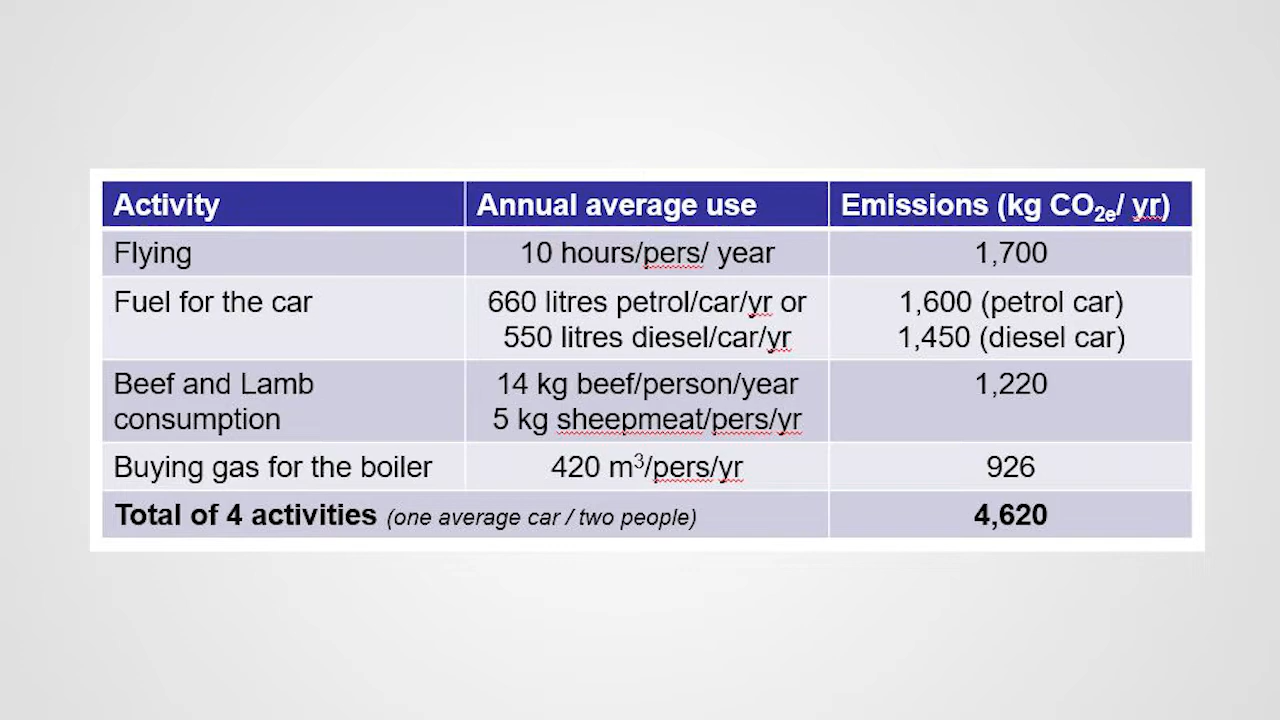 Activity Annual average use Emissions (kg CO2e/ yr)
Flying 10 hours/pers/ year 1,700
Fuel for the car 660 litres petrol/car/yr or 1,600 (petrol car)
550 litres diesel/car/yr 1,450 (diesel car)
Beef and Lamb 14 kg beef/person/year 1,220
consumption 5 kg sheepmeat/pers/yr
Buying gas for the boiler 420 m³/pers/yr 926
Total of 4 activities (one average car / two people) 4,620